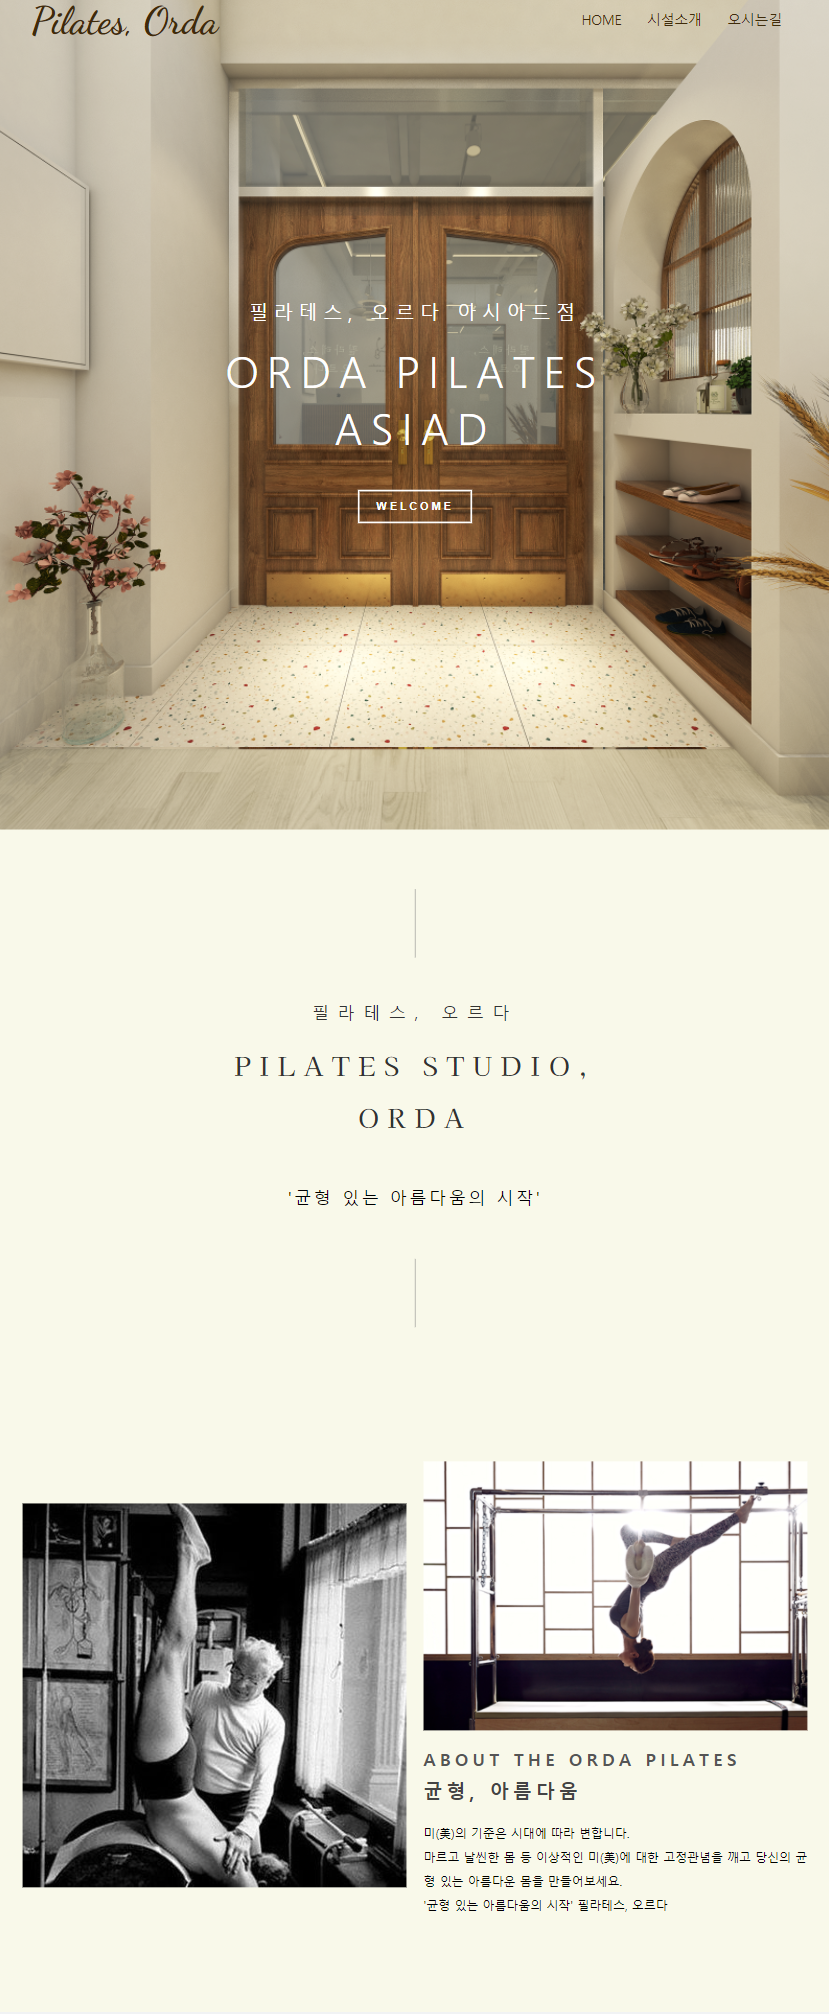 Pilates, Orda
HOME 시설소개 오시는길
필라테스, 오르다 아시아드점
ORDA PILATES
ASIAD
WELCOME
필라테스, 오르다
PILATES STUDIO,
ORDA
'균형 있는 아름다움의 시작'
ABOUT THE ORDA PILATES
균형, 아름다움
미(美)의 기준은 시대에 따라 변합니다.
마르고 날씬한 몸 등 이상적인 미(美)에 대한 고정관념을 깨고 당신의 균
형 있는 아름다운 몸을 만들어보세요.
'균형 있는 아름다움의 시작' 필라테스, 오르다